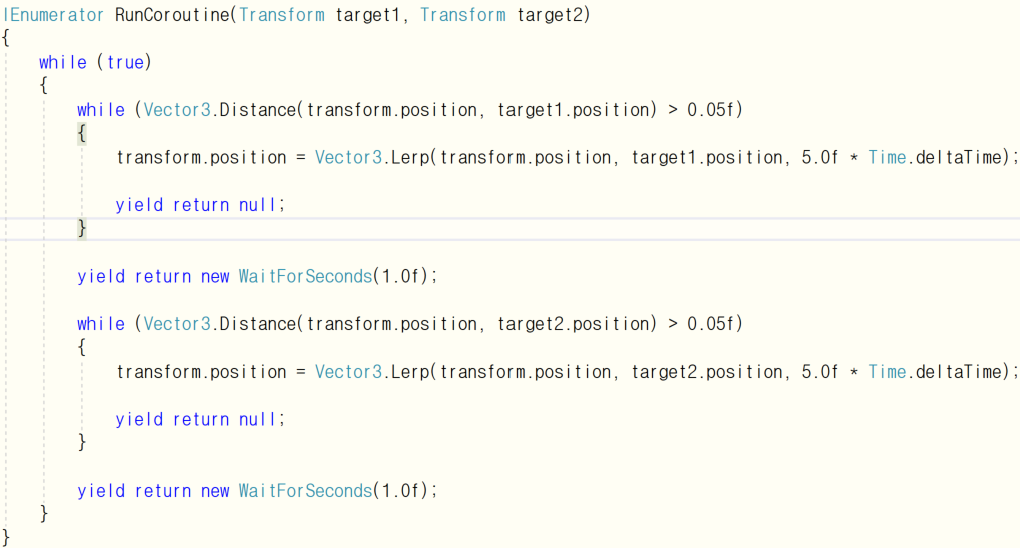 IEnumerator RunCoroutine(Transform target1, Transform target2)
{
    while (true)
    {
        while (Vector3.Distance(transform.position, target1.position) > 0.05f)
        {
            transform.position = Vector3.Lerp(transform.position, target1.position, 5.0f * Time.deltaTime);
            yield return null;
        }
        yield return new WaitForSeconds(1.0f);
        while (Vector3.Distance(transform.position, target2.position) > 0.05f)
        {
            transform.position = Vector3.Lerp(transform.position, target2.position, 5.0f * Time.deltaTime);
            yield return null;
        }
        yield return new WaitForSeconds(1.0f);
    }
}